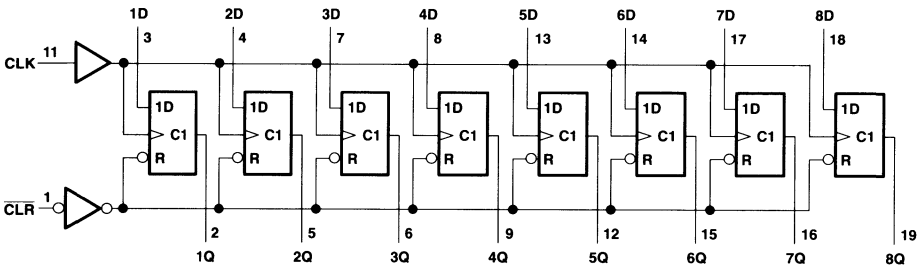 1D 2D 3D 4D 5D 6D 7D 8D
3 4 7 8 13 14 17 18
CLK 11
1D 1D 1D 1D 1D 1D 1D 1D
C1 C1 C1 C1 C1 C1 C1 C1
R R R R R R R R
CLR 1
2 5 6 9 12 15 16 19
1Q 2Q 3Q 4Q 5Q 6Q 7Q 8Q